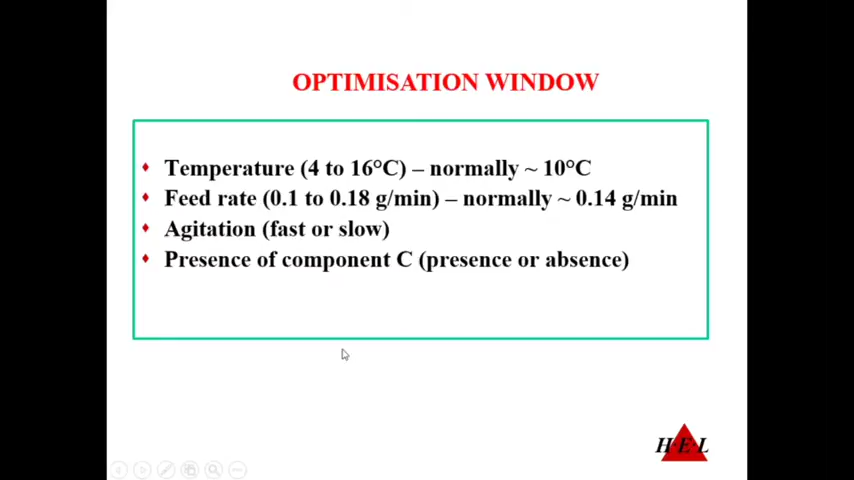 OPTIMISATION WINDOW
Temperature (4 to 16°C) – normally ~ 10°C
Feed rate (0.1 to 0.18 g/min) – normally ~ 0.14 g/min
Agitation (fast or slow)
Presence of component C (presence or absence)
H·E·L